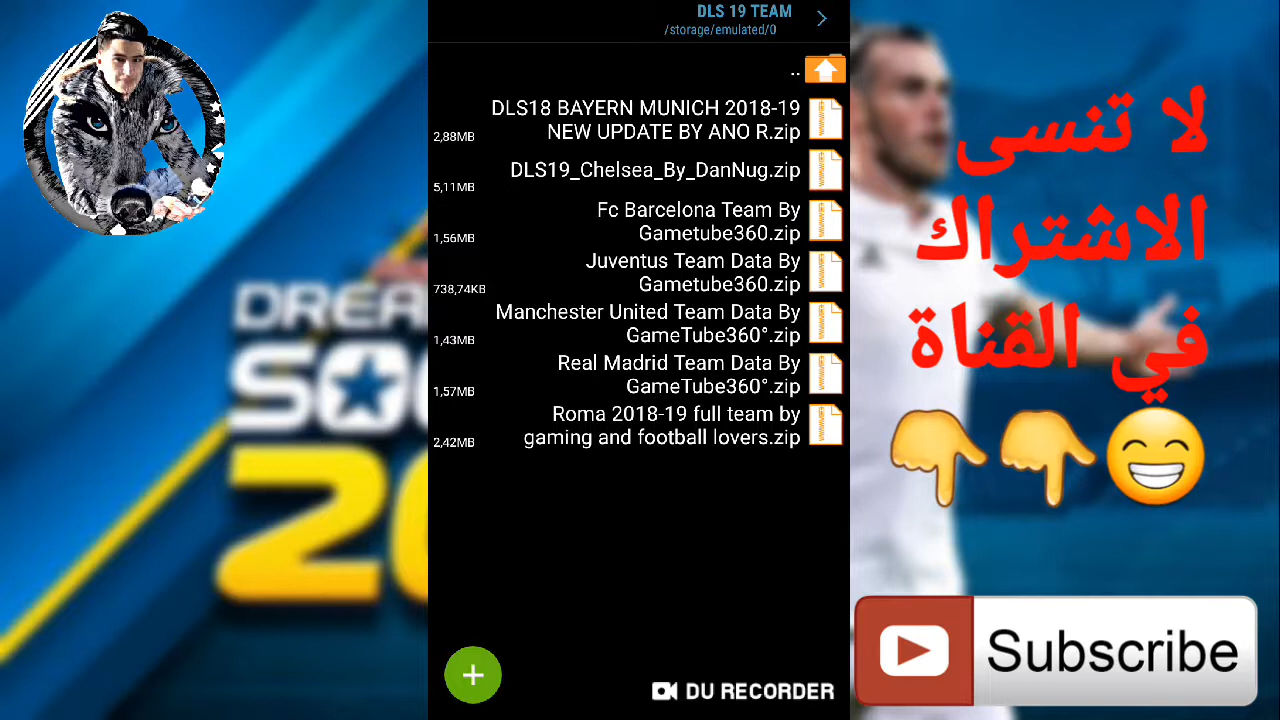 DLS 19 TEAM
/storage/emulated/0
..
DLS18 BAYERN MUNICH 2018-19
NEW UPDATE BY ANO R.zip
2,88MB
DLS19_Chelsea_By_DanNug.zip
5,11MB
Fc Barcelona Team By
Gametube360.zip
1,56MB
Juventus Team Data By
Gametube360.zip
738,74KB
Manchester United Team Data By
GameTube360°.zip
1,43MB
Real Madrid Team Data By
GameTube360°.zip
1,57MB
Roma 2018-19 full team by
gaming and football lovers.zip
2,42MB
DU RECORDER
لا تنسى
الاشتراك
في القناة
Subscribe
DREA
SO
20